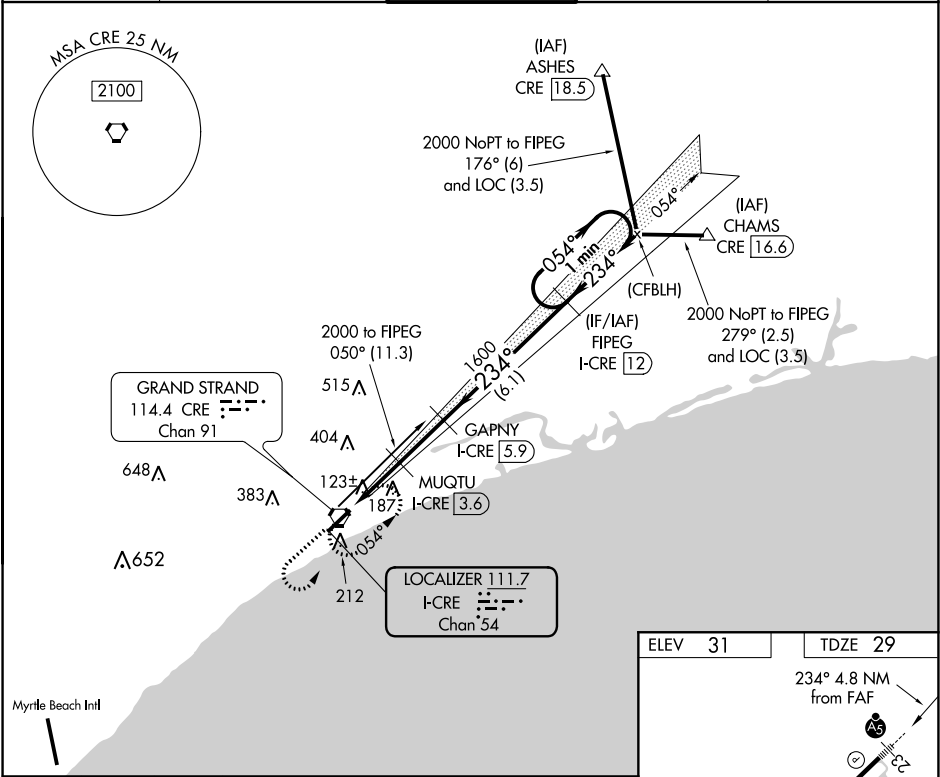 MSA CRE 25 NM
2100
(IAF)
ASHES
CRE 18.5
2000 NoPT to FIPEG
176° (6)
and LOC (3.5)
054°
(IAF)
CHAMS
CRE 16.6
054°
1 min
234°
(CFBLH)
2000 NoPT to FIPEG
279° (2.5)
and LOC (3.5)
(IF/IAF)
FIPEG
I-CRE 12
2000 to FIPEG
050° (11.3)
1600
234°
(6.1)
515
GRAND STRAND
114.4 CRE
Chan 91
404
GAPNY
I-CRE 5.9
648
383
123±
187
MUQTU
I-CRE 3.6
054°
652
212
LOCALIZER 111.7
I-CRE
Chan 54
Myrtle Beach Intl
ELEV 31
TDZE 29
234° 4.8 NM
from FAF
A5
23